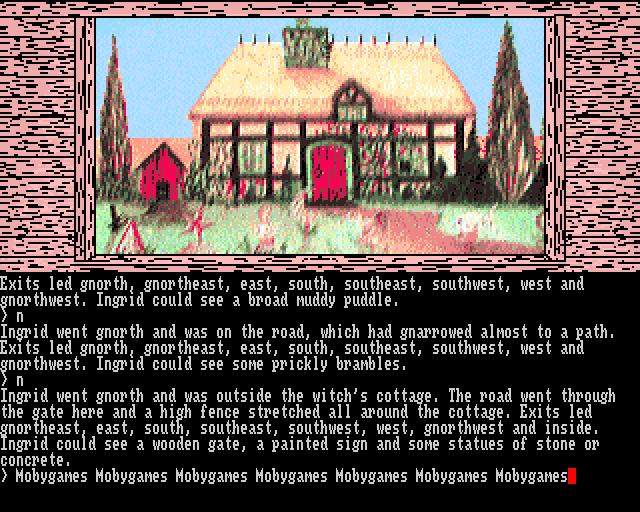 Exits led gnorth, gnortheast, east, south, southeast, southwest, west and
gnorthwest. Ingrid could see a broad muddy puddle.
> n
Ingrid went gnorth and was on the road, which had gnarrowed almost to a path.
Exits led gnorth, gnortheast, east, south, southeast, southwest, west and
gnorthwest. Ingrid could see some prickly brambles.
> n
Ingrid went gnorth and was outside the witch's cottage. The road went through
the gate here and a high fence stretched all around the cottage. Exits led
gnortheast, east, south, southeast, southwest, west, gnorthwest and inside.
Ingrid could see a wooden gate, a painted sign and some statues of stone or
concrete.
> Mobygames Mobygames Mobygames Mobygames Mobygames Mobygames Mobygames